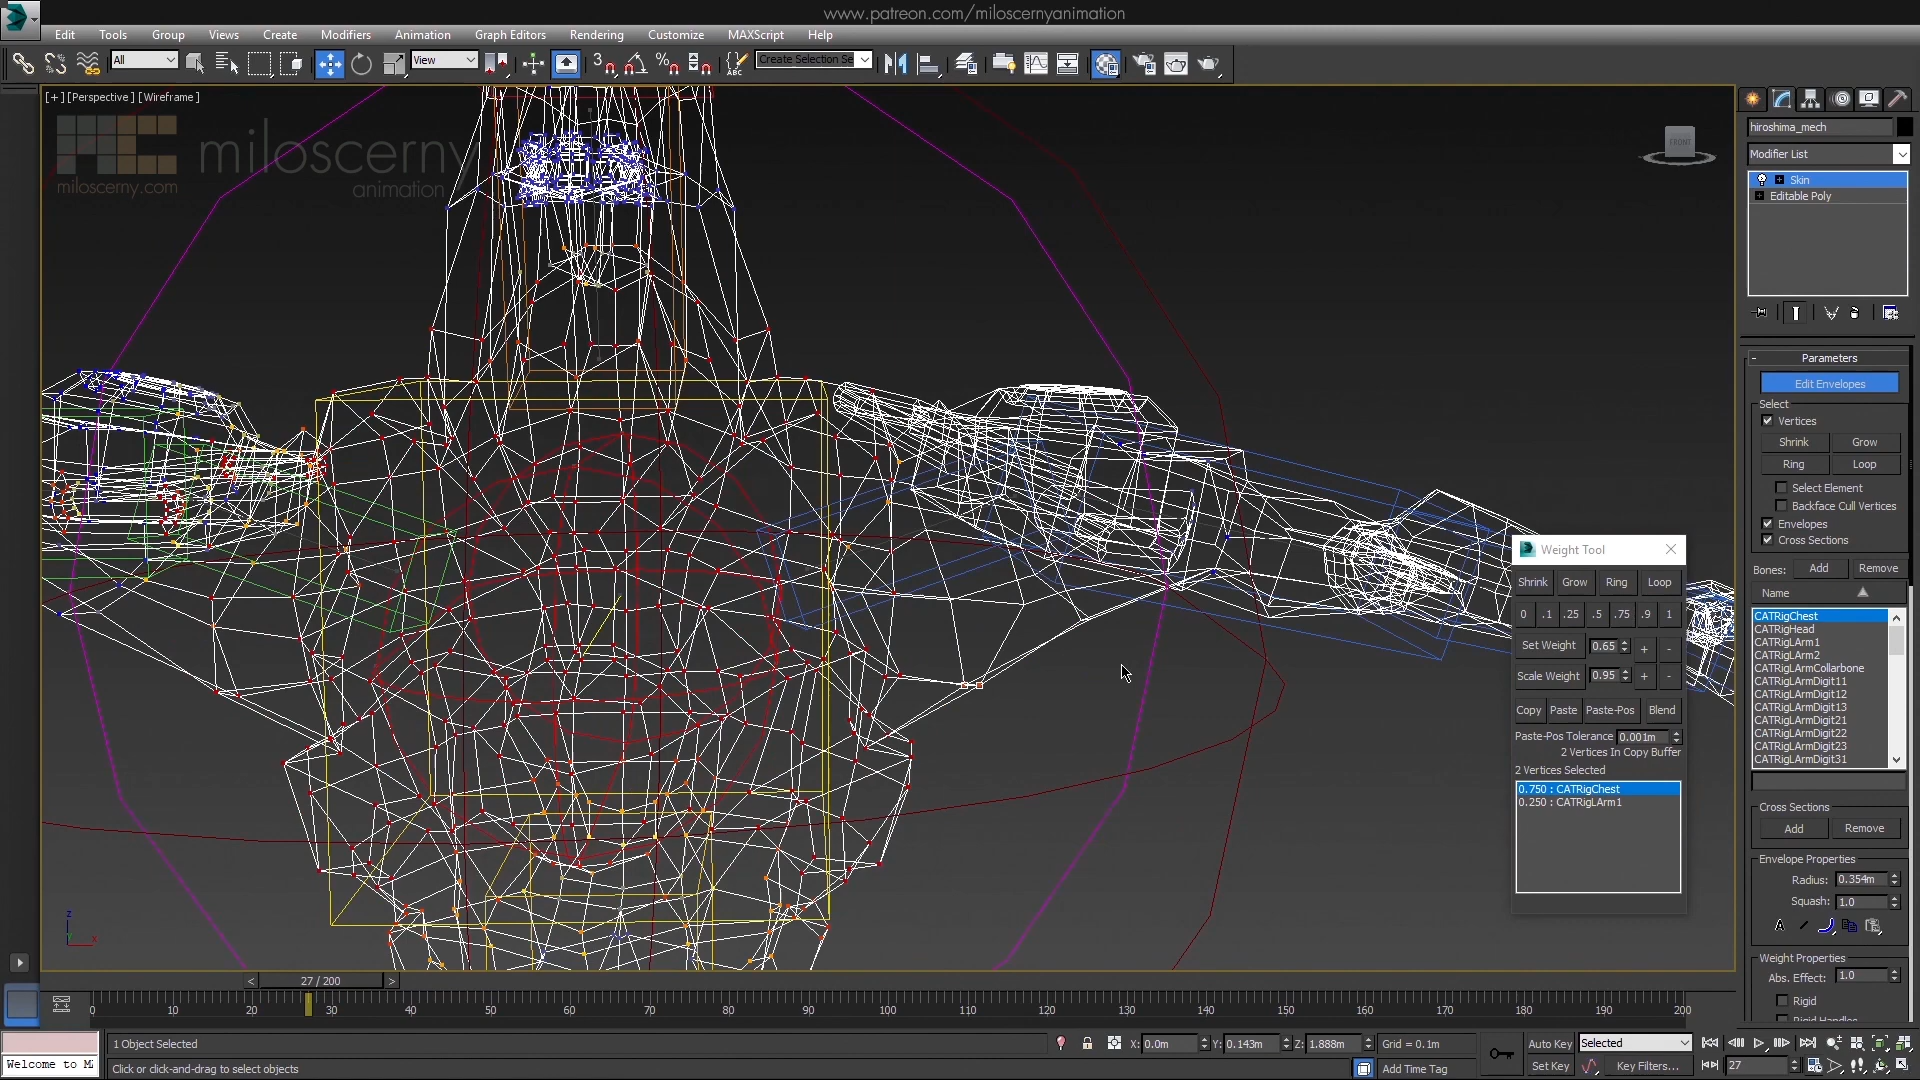 www.patreon.com/miloscernyanimation
Edit Tools Group Views Create Modifiers Animation Graph Editors Rendering Customize MAXScript Help
All View Create Selection Se
[+] [Perspective] [Wireframe]
miloscerny
animation
miloscerny.com
FRONT
hiroshima_mech
Modifier List
Skin
Editable Poly
Parameters
Edit Envelopes
Select
Vertices
Shrink Grow
Ring Loop
Select Element
Backface Cull Vertices
Envelopes
Cross Sections
Bones: Add Remove
Name
CATRigChest
CATRigHead
CATRigLArm1
CATRigLArm2
CATRigLArmCollarbone
CATRigLArmDigit11
CATRigLArmDigit12
CATRigLArmDigit13
CATRigLArmDigit21
CATRigLArmDigit22
CATRigLArmDigit23
CATRigLArmDigit31
Cross Sections
Add Remove
Envelope Properties
Radius: 0.354m
Squash: 1.0
Weight Properties
Abs. Effect: 1.0
Rigid
Rigid Handles
Weight Tool
Shrink Grow Ring Loop
0 .1 .25 .5 .75 .9 1
Set Weight 0.65 + -
Scale Weight 0.95 + -
Copy Paste Paste-Pos Blend
Paste-Pos Tolerance 0.001m
2 Vertices In Copy Buffer
2 Vertices Selected
0.750 : CATRigChest
0.250 : CATRigLArm1
z
x
< 27 / 200 >
0 10 20 30 40 50 60 70 80 90 100 110 120 130 140 150 160 170 180 190 200
1 Object Selected
X: 0.0m Y: 0.143m Z: 1.888m Grid = 0.1m
Auto Key Selected
Welcome to M
Click or click-and-drag to select objects
Add Time Tag
Set Key Key Filters... 27